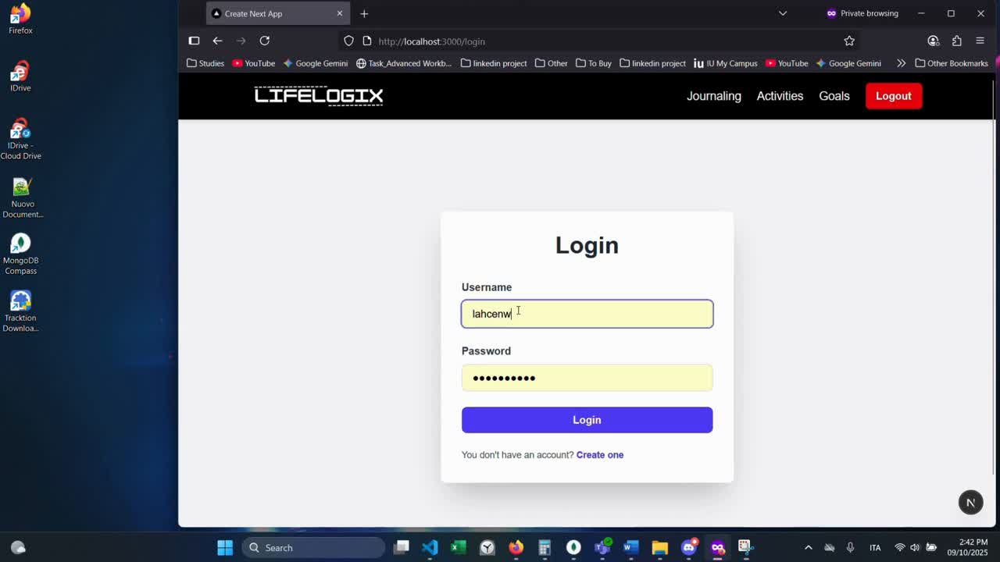 Firefox
IDrive
IDrive -
Cloud Drive
Nuovo
Document...
MongoDB
Compass
Tracktion
Downloa...
Create Next App
Private browsing
http://localhost:3000/login
Studies
YouTube
Google Gemini
Task_Advanced Workb...
linkedin project
Other
To Buy
linkedin project
iu IU My Campus
YouTube
Google Gemini
Other Bookmarks
LIFELOGIX
Journaling
Activities
Goals
Logout
Login
Username
lahcenw
Password
Login
You don't have an account? Create one
N
Search
ITA
2:42 PM
09/10/2025